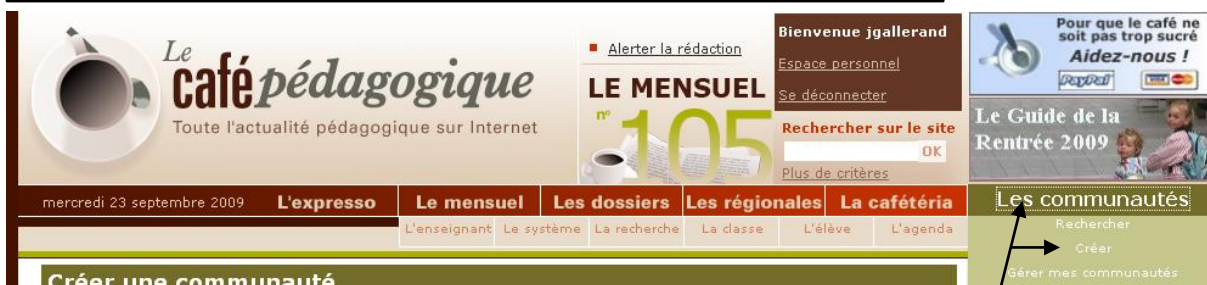 Le
café pédagogique
Toute l'actualité pédagogique sur Internet
Alerter la rédaction
LE MENSUEL
n° 105
Bienvenue jgallerand
Espace personnel
Se déconnecter
Rechercher sur le site
OK
Plus de critères
Pour que le café ne
soit pas trop sucré
Aidez-nous !
PayPal
Le Guide de la
Rentrée 2009
mercredi 23 septembre 2009 L'expresso Le mensuel Les dossiers Les régionales La cafétéria
L'enseignant Le système La recherche La classe L'élève L'agenda
Les communautés
Rechercher
Créer
Gérer mes communautés
Créer une communauté